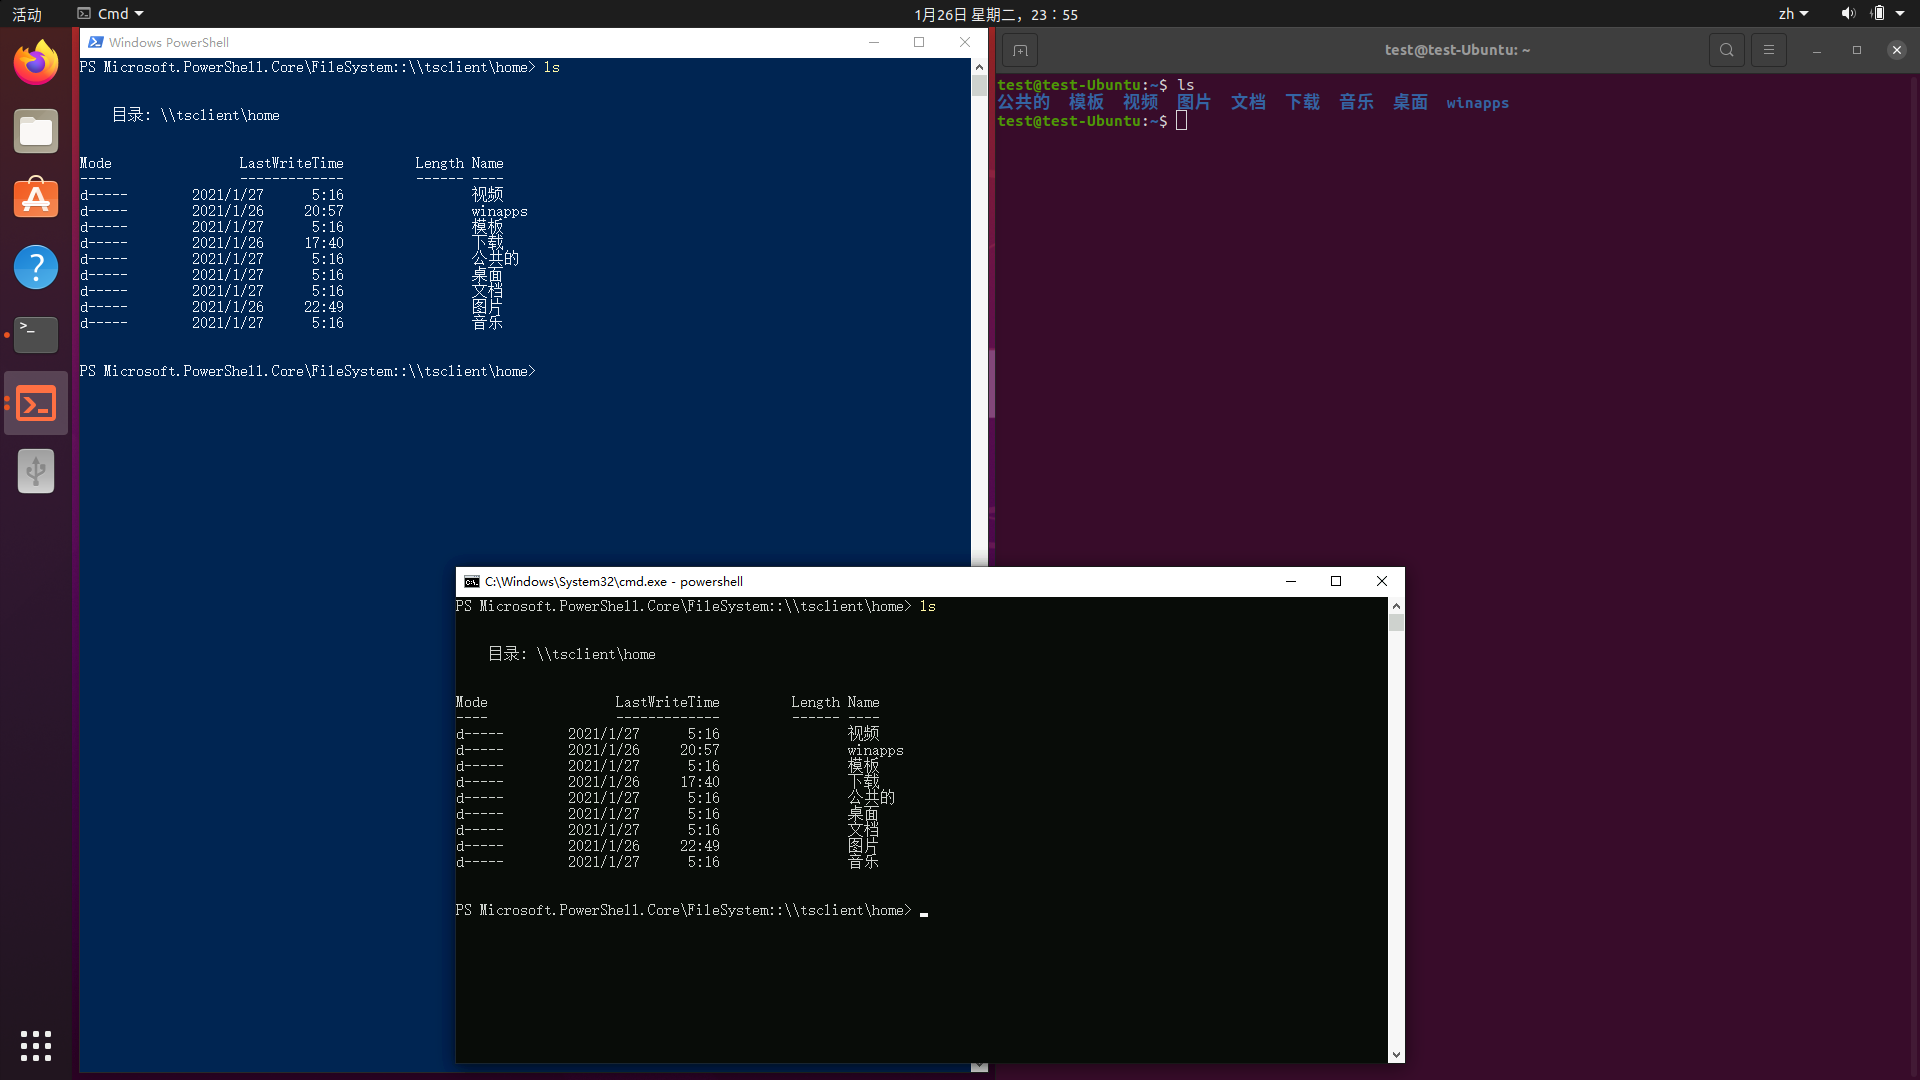 活动
Cmd
1月26日 星期二，23：55
zh
Windows PowerShell
PS Microsoft.PowerShell.Core\FileSystem::\\tsclient\home> ls
目录: \\tsclient\home
Mode                LastWriteTime         Length Name
----                -------------         ------ ----
d-----        2021/1/27      5:16                视频
d-----        2021/1/26     20:57                winapps
d-----        2021/1/27      5:16                模板
d-----        2021/1/26     17:40                下载
d-----        2021/1/27      5:16                公共的
d-----        2021/1/27      5:16                桌面
d-----        2021/1/27      5:16                文档
d-----        2021/1/26     22:49                图片
d-----        2021/1/27      5:16                音乐
PS Microsoft.PowerShell.Core\FileSystem::\\tsclient\home>
test@test-Ubuntu: ~
test@test-Ubuntu:~$ ls
公共的  模板  视频  图片  文档  下载  音乐  桌面  winapps
test@test-Ubuntu:~$
C:\Windows\System32\cmd.exe - powershell
PS Microsoft.PowerShell.Core\FileSystem::\\tsclient\home> ls
目录: \\tsclient\home
Mode                LastWriteTime         Length Name
----                -------------         ------ ----
d-----        2021/1/27      5:16                视频
d-----        2021/1/26     20:57                winapps
d-----        2021/1/27      5:16                模板
d-----        2021/1/26     17:40                下载
d-----        2021/1/27      5:16                公共的
d-----        2021/1/27      5:16                桌面
d-----        2021/1/27      5:16                文档
d-----        2021/1/26     22:49                图片
d-----        2021/1/27      5:16                音乐
PS Microsoft.PowerShell.Core\FileSystem::\\tsclient\home>